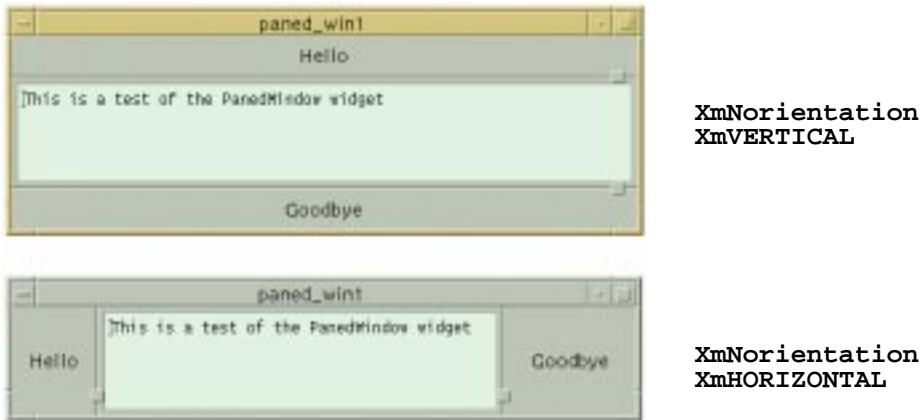 paned_win1
Hello
This is a test of the PanedWindow widget
Goodbye
XmNorientation
XmVERTICAL
paned_win1
Hello
This is a test of the PanedWindow widget
Goodbye
XmNorientation
XmHORIZONTAL